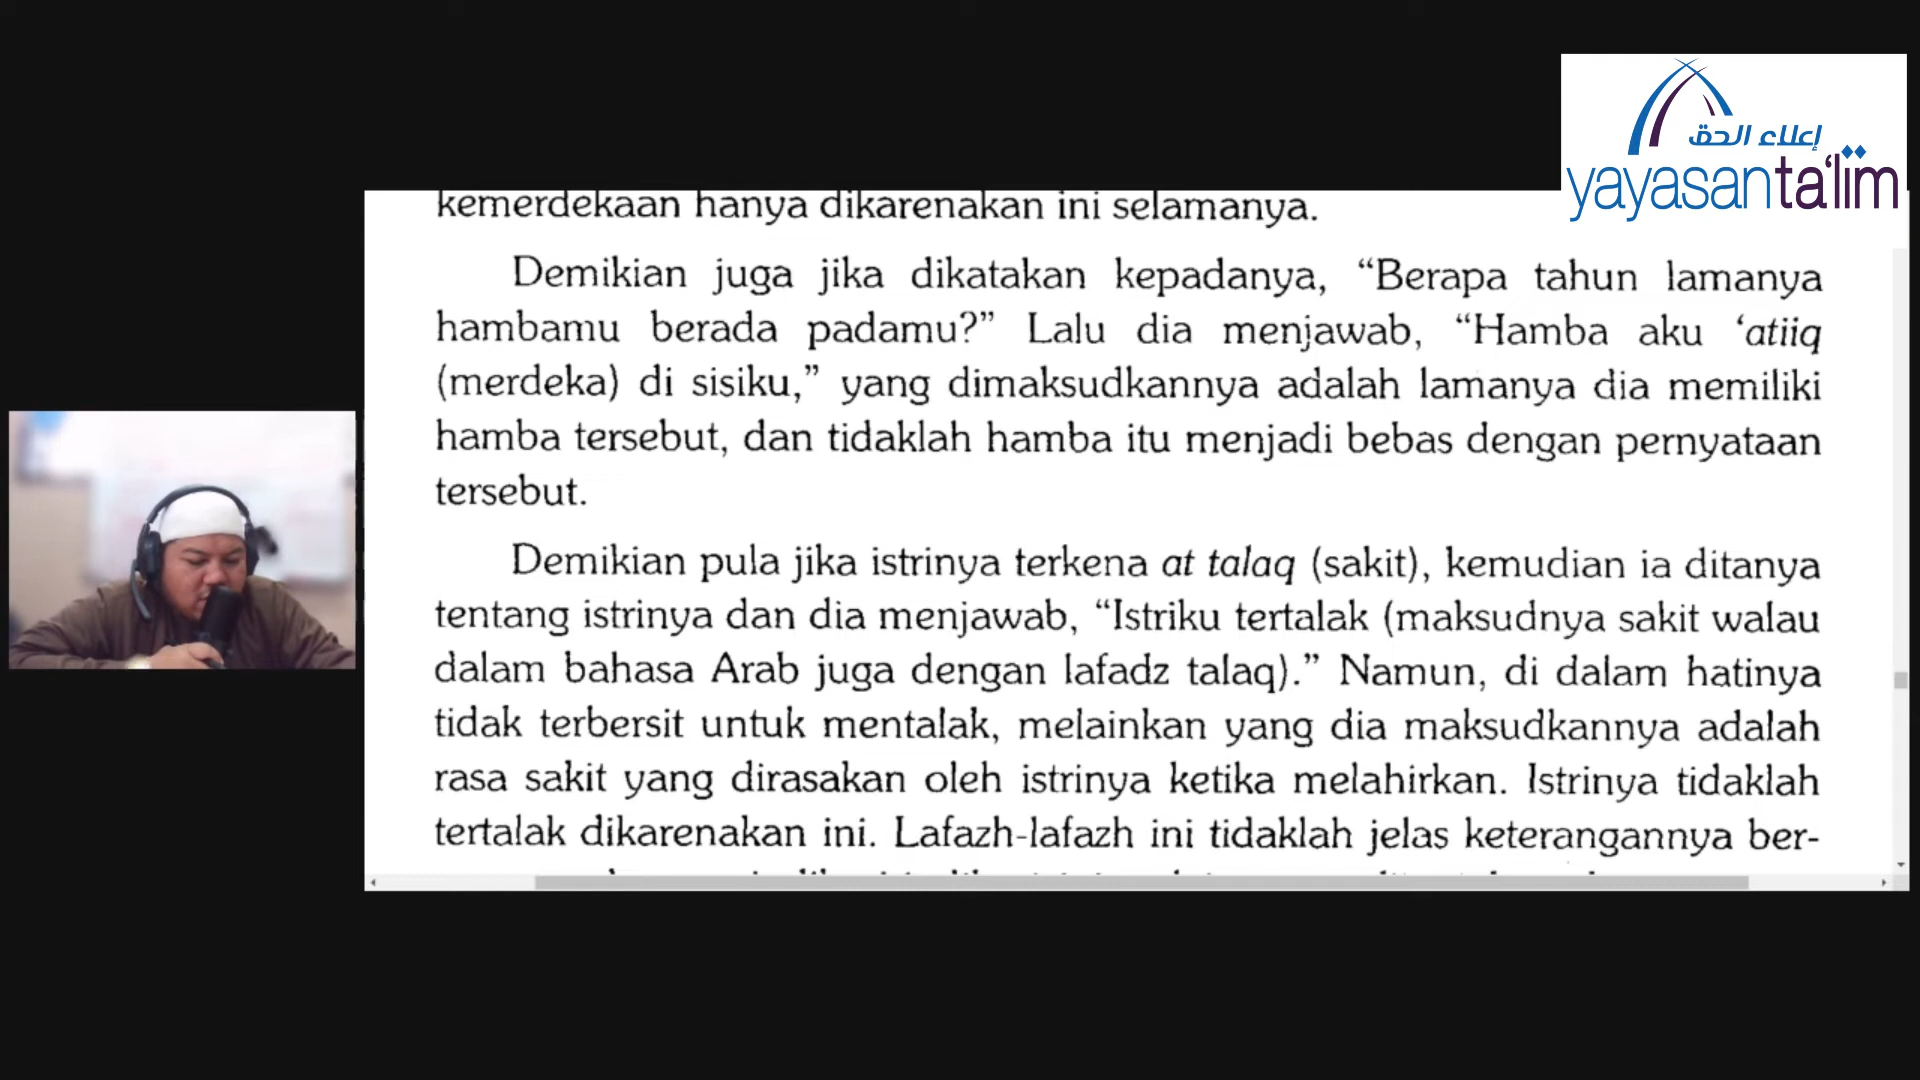 إعلاء الحق
yayasanta'lim
kemerdekaan hanya dikarenakan ini selamanya.
Demikian juga jika dikatakan kepadanya, “Berapa tahun lamanya
hambamu berada padamu?” Lalu dia menjawab, “Hamba aku ‘atiiq
(merdeka) di sisiku,” yang dimaksudkannya adalah lamanya dia memiliki
hamba tersebut, dan tidaklah hamba itu menjadi bebas dengan pernyataan
tersebut.
Demikian pula jika istrinya terkena at talaq (sakit), kemudian ia ditanya
tentang istrinya dan dia menjawab, “Istriku tertalak (maksudnya sakit walau
dalam bahasa Arab juga dengan lafadz talaq).” Namun, di dalam hatinya
tidak terbersit untuk mentalak, melainkan yang dia maksudkannya adalah
rasa sakit yang dirasakan oleh istrinya ketika melahirkan. Istrinya tidaklah
tertalak dikarenakan ini. Lafazh-lafazh ini tidaklah jelas keterangannya ber-